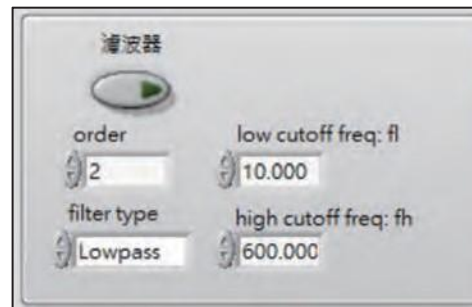 濾波器
order
low cutoff freq: fl
2
10.000
filter type
high cutoff freq: fh
Lowpass
600.000